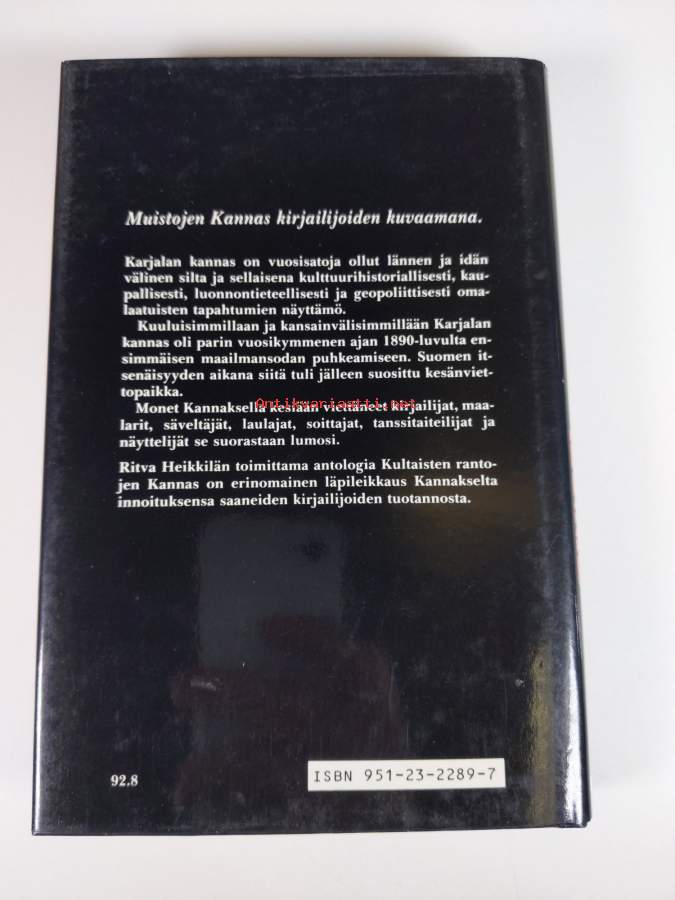 Muistojen Kannas kirjailijoiden kuvaamana.
Karjalan kannas on vuosisatoja ollut lännen ja idän
välinen silta ja sellaisena kulttuurihistoriallisesti, kau-
pallisesti, luonnontieteellisesti ja geopoliittisesti oma-
laatuisten tapahtumien näyttämö.
Kuuluisimmillaan ja kansainvälisimmillään Karjalan
kannas oli parin vuosikymmenen ajan 1890-luvulta en-
simmäisen maailmansodan puhkeamiseen. Suomen it-
senäisyyden aikana siitä tuli jälleen suosittu kesänviet-
topaikka.
Antikvariaatti.net
Monet Kannaksella kesiään viettäneet kirjailijat, maa-
larit, säveltäjät, laulajat, soittajat, tanssitaiteilijat ja
näyttelijät se suorastaan lumosi.
Ritva Heikkilän toimittama antologia Kultaisten ranto-
jen Kannas on erinomainen läpileikkaus Kannakselta
innoituksensa saaneiden kirjailijoiden tuotannosta.
92.8
ISBN 951-23-2289-7